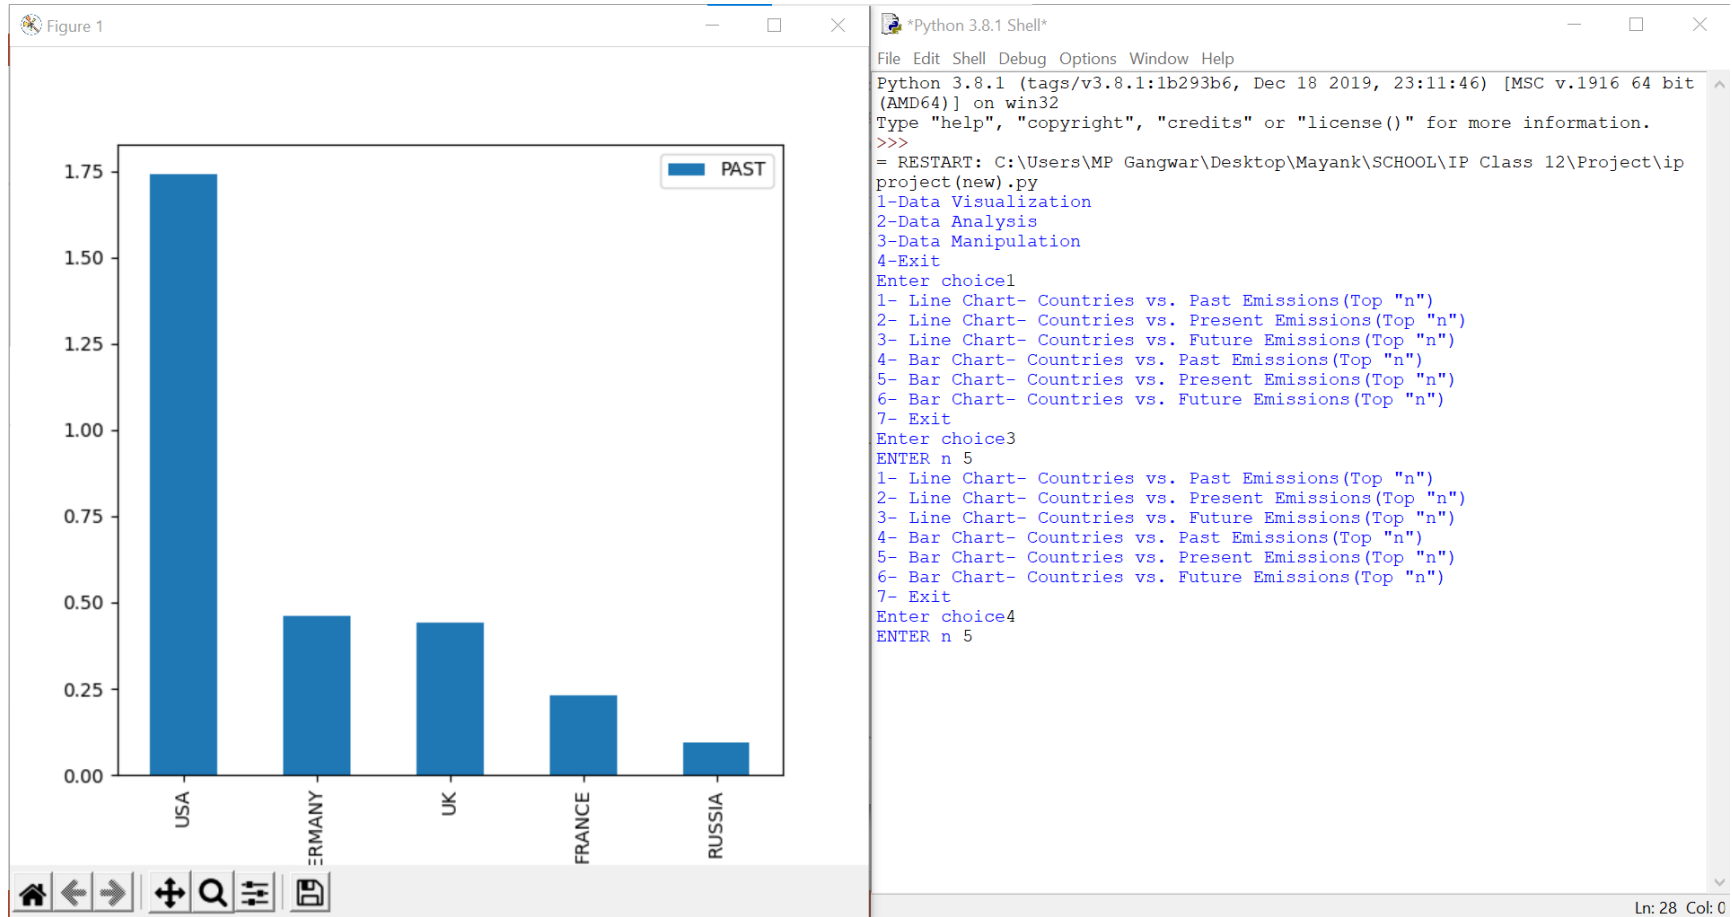 Figure 1
1.75
1.50
1.25
1.00
0.75
0.50
0.25
0.00
PAST
USA
ERMANY
UK
FRANCE
RUSSIA
*Python 3.8.1 Shell*
File Edit Shell Debug Options Window Help
Python 3.8.1 (tags/v3.8.1:1b293b6, Dec 18 2019, 23:11:46) [MSC v.1916 64 bit
(AMD64)] on win32
Type "help", "copyright", "credits" or "license()" for more information.
>>>
= RESTART: C:\Users\MP Gangwar\Desktop\Mayank\SCHOOL\IP Class 12\Project\ip
project(new).py
1-Data Visualization
2-Data Analysis
3-Data Manipulation
4-Exit
Enter choice1
1- Line Chart- Countries vs. Past Emissions(Top "n")
2- Line Chart- Countries vs. Present Emissions(Top "n")
3- Line Chart- Countries vs. Future Emissions(Top "n")
4- Bar Chart- Countries vs. Past Emissions(Top "n")
5- Bar Chart- Countries vs. Present Emissions(Top "n")
6- Bar Chart- Countries vs. Future Emissions(Top "n")
7- Exit
Enter choice3
ENTER n 5
1- Line Chart- Countries vs. Past Emissions(Top "n")
2- Line Chart- Countries vs. Present Emissions(Top "n")
3- Line Chart- Countries vs. Future Emissions(Top "n")
4- Bar Chart- Countries vs. Past Emissions(Top "n")
5- Bar Chart- Countries vs. Present Emissions(Top "n")
6- Bar Chart- Countries vs. Future Emissions(Top "n")
7- Exit
Enter choice4
ENTER n 5
Ln: 28 Col: 0